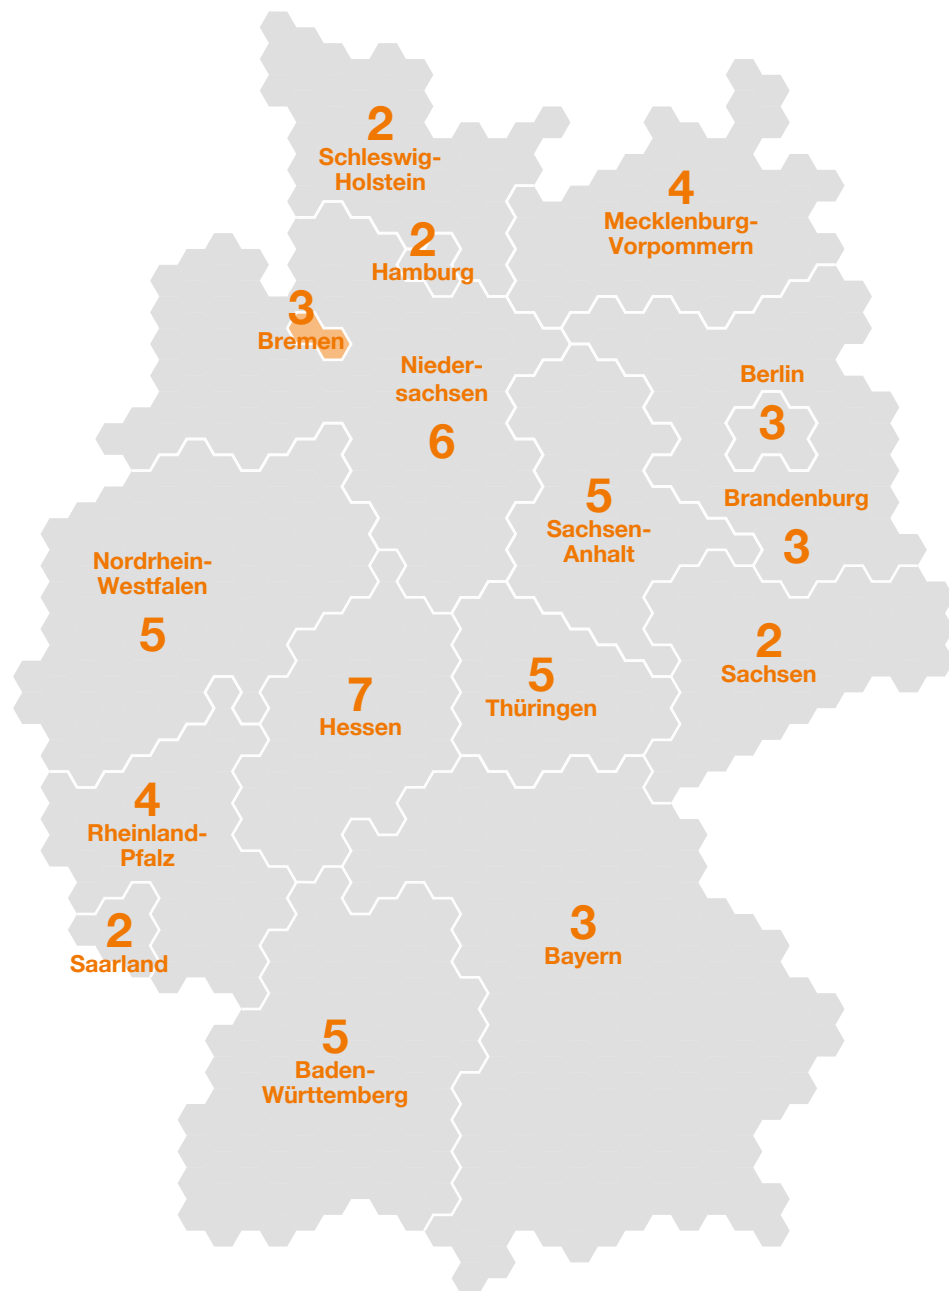 2
Schleswig-
Holstein
4
Mecklenburg-
Vorpommern
2
Hamburg
3
Bremen
Nieder-
sachsen
6
Berlin
3
Brandenburg
3
5
Sachsen-
Anhalt
Nordrhein-
Westfalen
5
2
Sachsen
7
Hessen
5
Thüringen
4
Rheinland-
Pfalz
2
Saarland
3
Bayern
5
Baden-
Württemberg